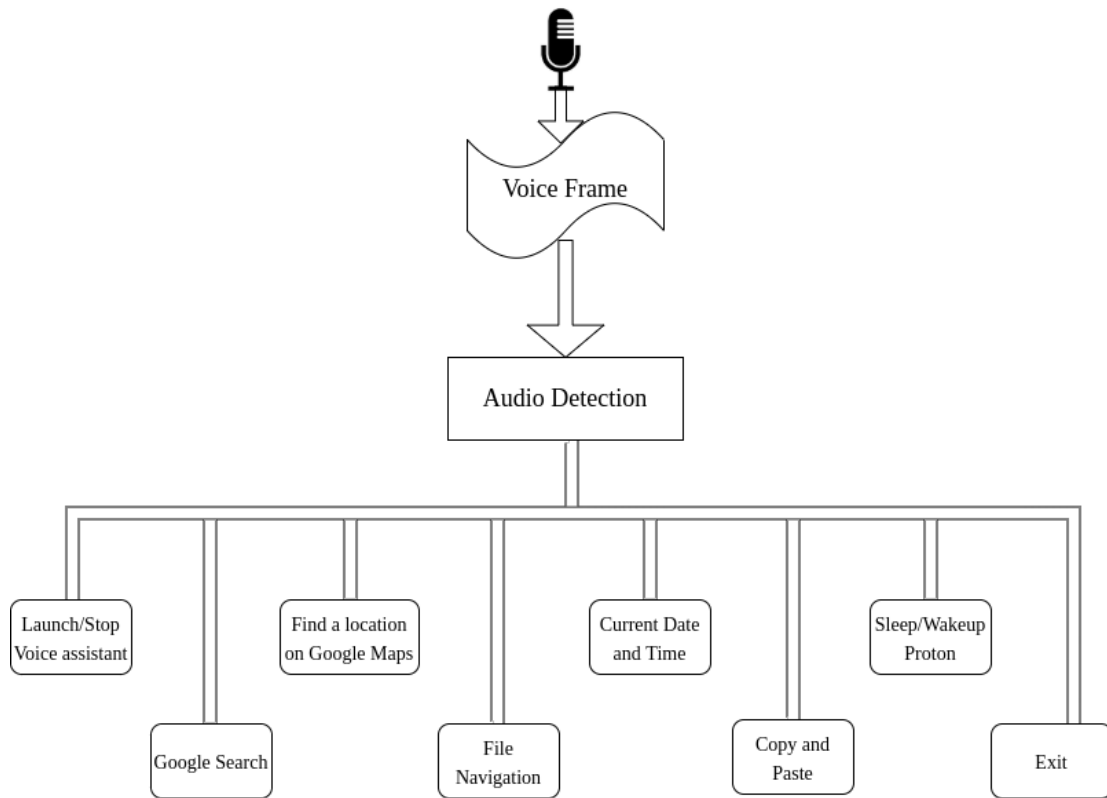 Voice Frame
Audio Detection
Launch/Stop
Voice assistant
Find a location
on Google Maps
Current Date
and Time
Sleep/Wakeup
Proton
Google Search
File
Navigation
Copy and
Paste
Exit